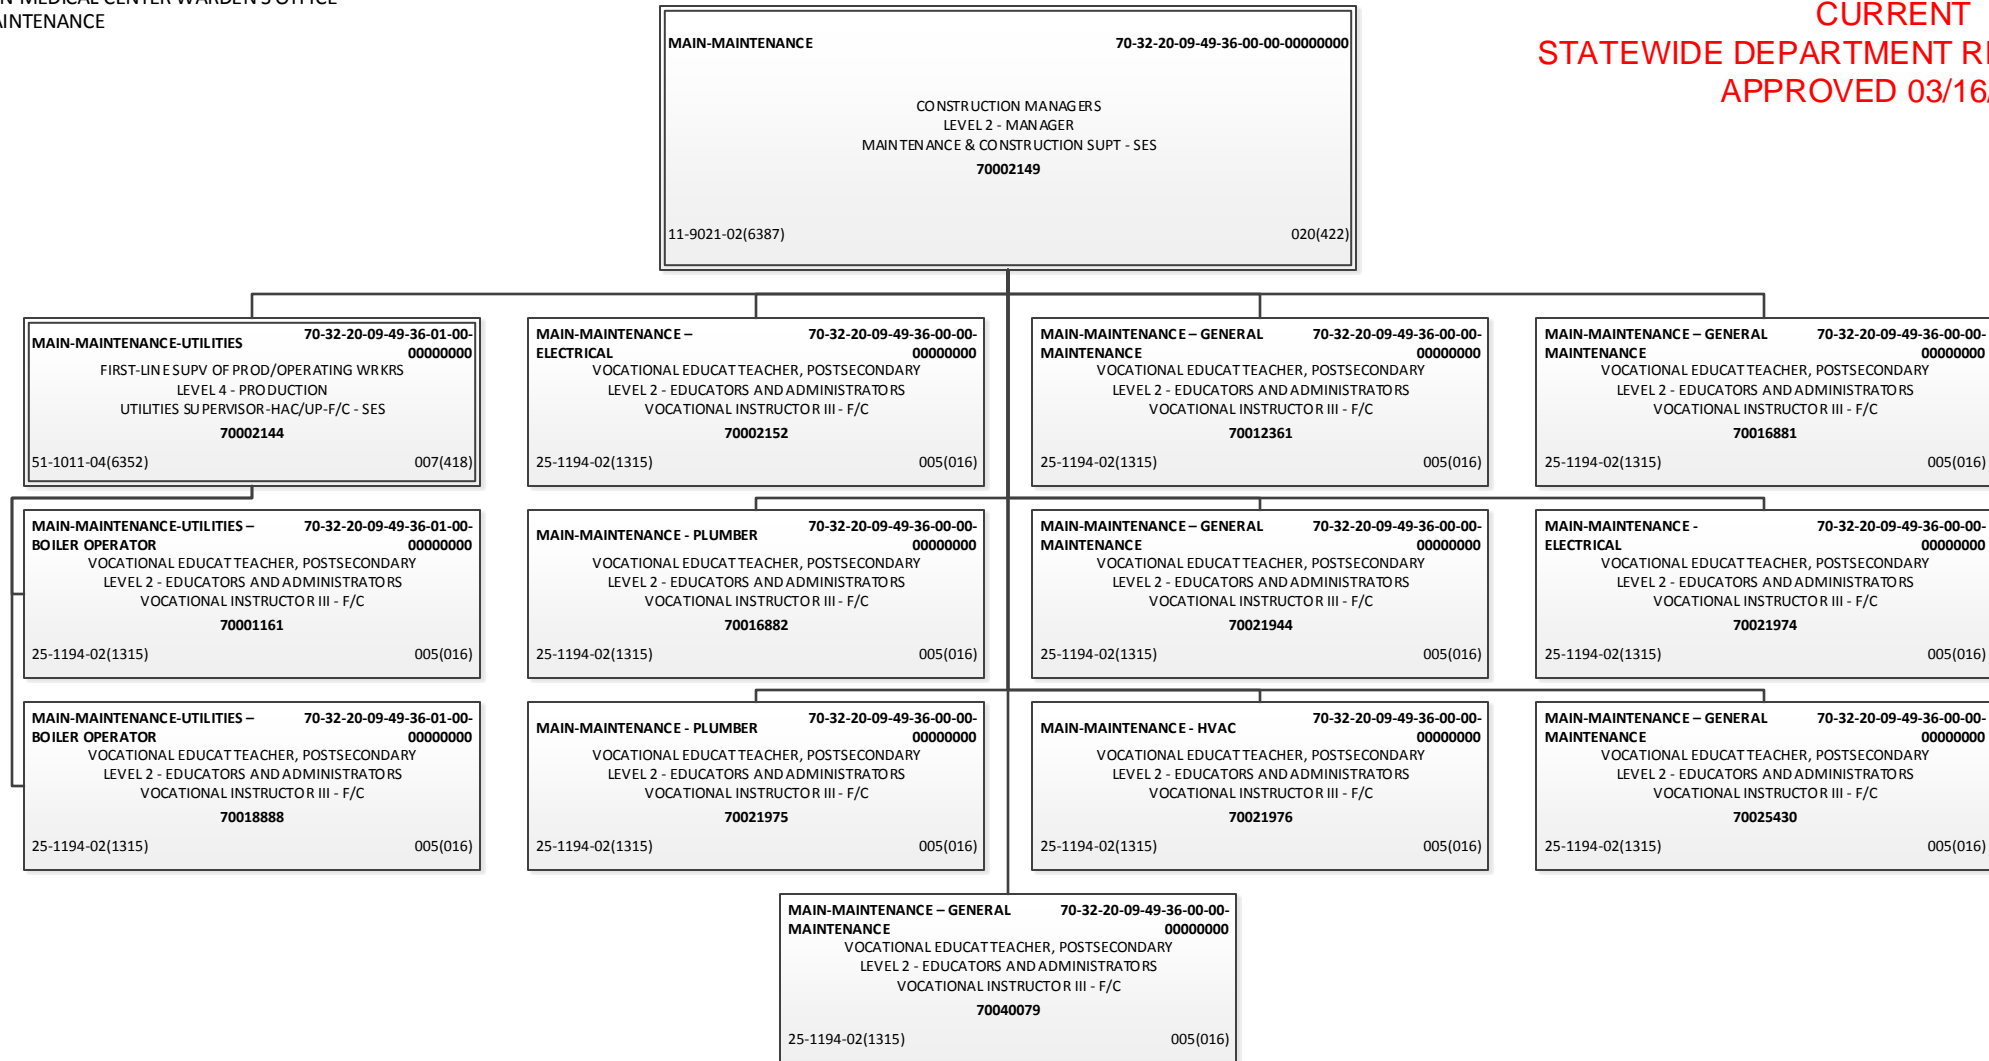 MEDICAL CENTER WARDEN'S OFFICE
MAINTENANCE
CURRENT
STATEWIDE DEPARTMENT
APPROVED 03/16/
MAIN-MAINTENANCE 70-32-20-09-49-36-00-00-00000000
CONSTRUCTION MANAGERS
LEVEL 2 - MANAGER
MAINTENANCE & CONSTRUCTION SUPT - SES
70002149
11-9021-02(6387) 020(422)
MAIN-MAINTENANCE-UTILITIES 70-32-20-09-49-36-01-00-
00000000
FIRST-LINE SUPV OF PROD/OPERATING WRKRS
LEVEL 4 - PRODUCTION
UTILITIES SUPERVISOR-HAC/UP-F/C - SES
70002144
51-1011-04(6352) 007(418)
MAIN-MAINTENANCE – 70-32-20-09-49-36-00-00-
ELECTRICAL 00000000
VOCATIONAL EDUCAT TEACHER, POSTSECONDARY
LEVEL 2 - EDUCATORS AND ADMINISTRATORS
VOCATIONAL INSTRUCTOR III - F/C
70002152
25-1194-02(1315) 005(016)
MAIN-MAINTENANCE – GENERAL 70-32-20-09-49-36-00-00-
MAINTENANCE 00000000
VOCATIONAL EDUCAT TEACHER, POSTSECONDARY
LEVEL 2 - EDUCATORS AND ADMINISTRATORS
VOCATIONAL INSTRUCTOR III - F/C
70012361
25-1194-02(1315) 005(016)
MAIN-MAINTENANCE – GENERAL 70-32-20-09-49-36-00-00-
MAINTENANCE 00000000
VOCATIONAL EDUCAT TEACHER, POSTSECONDARY
LEVEL 2 - EDUCATORS AND ADMINISTRATORS
VOCATIONAL INSTRUCTOR III - F/C
70016881
25-1194-02(1315) 005(016)
MAIN-MAINTENANCE-UTILITIES – 70-32-20-09-49-36-01-00-
BOILER OPERATOR 00000000
VOCATIONAL EDUCAT TEACHER, POSTSECONDARY
LEVEL 2 - EDUCATORS AND ADMINISTRATORS
VOCATIONAL INSTRUCTOR III - F/C
70001161
25-1194-02(1315) 005(016)
MAIN-MAINTENANCE - PLUMBER 70-32-20-09-49-36-00-00-
00000000
VOCATIONAL EDUCAT TEACHER, POSTSECONDARY
LEVEL 2 - EDUCATORS AND ADMINISTRATORS
VOCATIONAL INSTRUCTOR III - F/C
70016882
25-1194-02(1315) 005(016)
MAIN-MAINTENANCE – GENERAL 70-32-20-09-49-36-00-00-
MAINTENANCE 00000000
VOCATIONAL EDUCAT TEACHER, POSTSECONDARY
LEVEL 2 - EDUCATORS AND ADMINISTRATORS
VOCATIONAL INSTRUCTOR III - F/C
70021944
25-1194-02(1315) 005(016)
MAIN-MAINTENANCE - 70-32-20-09-49-36-00-00-
ELECTRICAL 00000000
VOCATIONAL EDUCAT TEACHER, POSTSECONDARY
LEVEL 2 - EDUCATORS AND ADMINISTRATORS
VOCATIONAL INSTRUCTOR III - F/C
70021974
25-1194-02(1315) 005(016)
MAIN-MAINTENANCE-UTILITIES – 70-32-20-09-49-36-01-00-
BOILER OPERATOR 00000000
VOCATIONAL EDUCAT TEACHER, POSTSECONDARY
LEVEL 2 - EDUCATORS AND ADMINISTRATORS
VOCATIONAL INSTRUCTOR III - F/C
70018888
25-1194-02(1315) 005(016)
MAIN-MAINTENANCE - PLUMBER 70-32-20-09-49-36-00-00-
00000000
VOCATIONAL EDUCAT TEACHER, POSTSECONDARY
LEVEL 2 - EDUCATORS AND ADMINISTRATORS
VOCATIONAL INSTRUCTOR III - F/C
70021975
25-1194-02(1315) 005(016)
MAIN-MAINTENANCE - HVAC 70-32-20-09-49-36-00-00-
00000000
VOCATIONAL EDUCAT TEACHER, POSTSECONDARY
LEVEL 2 - EDUCATORS AND ADMINISTRATORS
VOCATIONAL INSTRUCTOR III - F/C
70021976
25-1194-02(1315) 005(016)
MAIN-MAINTENANCE – GENERAL 70-32-20-09-49-36-00-00-
MAINTENANCE 00000000
VOCATIONAL EDUCAT TEACHER, POSTSECONDARY
LEVEL 2 - EDUCATORS AND ADMINISTRATORS
VOCATIONAL INSTRUCTOR III - F/C
70025430
25-1194-02(1315) 005(016)
MAIN-MAINTENANCE – GENERAL 70-32-20-09-49-36-00-00-
MAINTENANCE 00000000
VOCATIONAL EDUCAT TEACHER, POSTSECONDARY
LEVEL 2 - EDUCATORS AND ADMINISTRATORS
VOCATIONAL INSTRUCTOR III - F/C
70040079
25-1194-02(1315) 005(016)